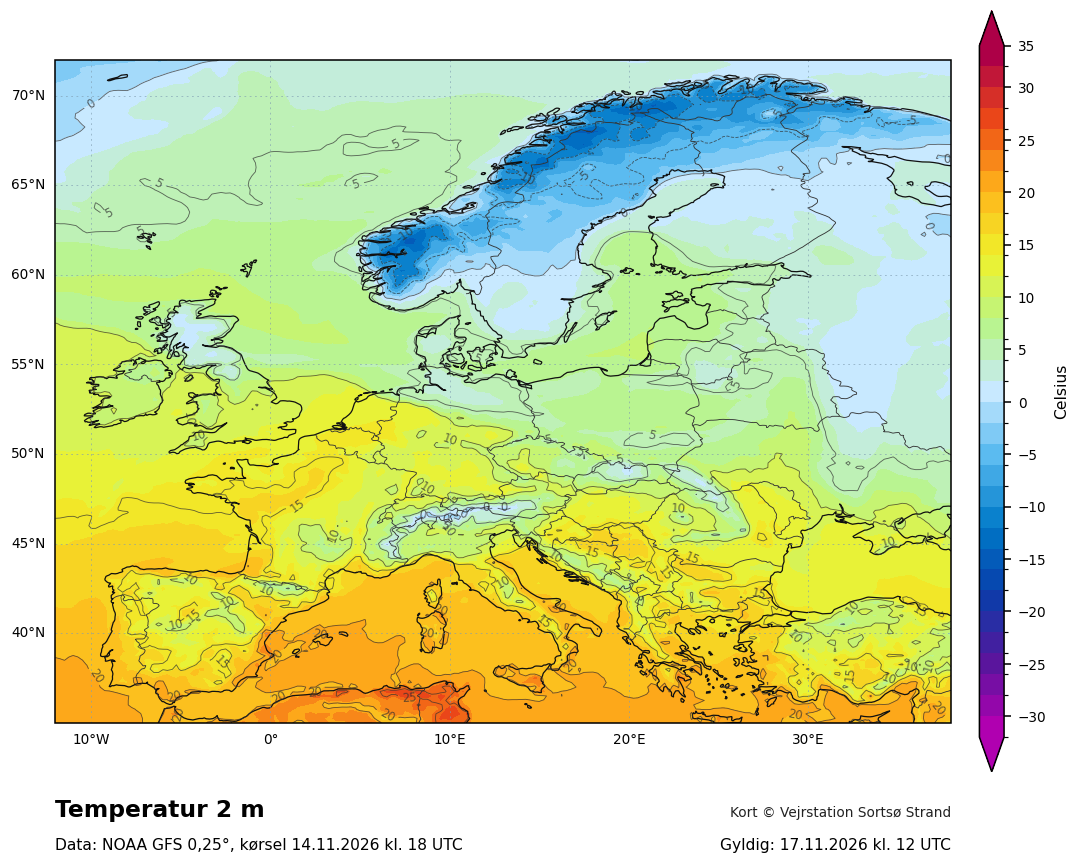 70°N
65°N
60°N
55°N
50°N
45°N
40°N
10°W 0° 10°E 20°E 30°E
35
30
25
20
15
10
5
0
−5
−10
−15
−20
−25
−30
Celsius
Temperatur 2 m
Kort © Vejrstation Sortsø Strand
Data: NOAA GFS 0,25°, kørsel 14.11.2026 kl. 18 UTC
Gyldig: 17.11.2026 kl. 12 UTC